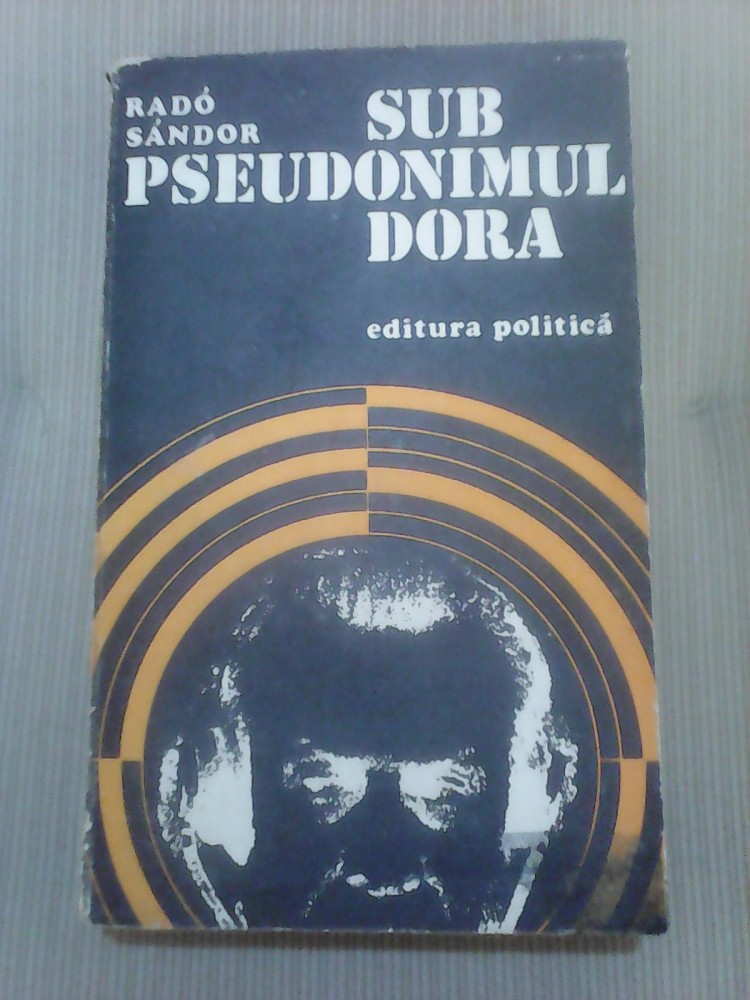 RADÓ
SÁNDOR
SUB
PSEUDONIMUL
DORA
editura politică